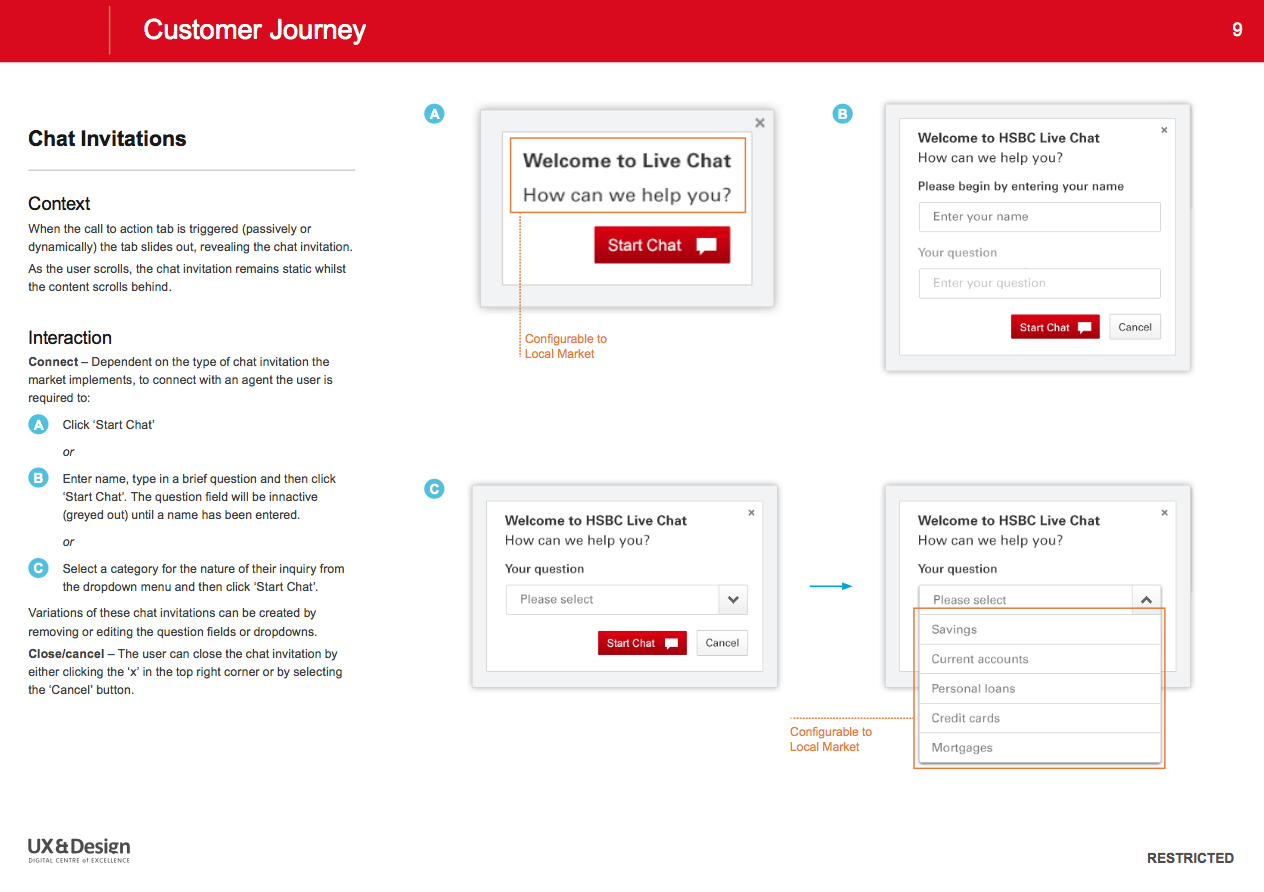 Customer Journey
9
Chat Invitations
Context
When the call to action tab is triggered (passively or
dynamically) the tab slides out, revealing the chat invitation.
As the user scrolls, the chat invitation remains static whilst
the content scrolls behind.
Interaction
Connect – Dependent on the type of chat invitation the
market implements, to connect with an agent the user is
required to:
A Click ‘Start Chat’
or
B Enter name, type in a brief question and then click
‘Start Chat’. The question field will be innactive
(greyed out) until a name has been entered.
or
C Select a category for the nature of their inquiry from
the dropdown menu and then click ‘Start Chat’.
Variations of these chat invitations can be created by
removing or editing the question fields or dropdowns.
Close/cancel – The user can close the chat invitation by
either clicking the ‘x’ in the top right corner or by selecting
the ‘Cancel’ button.
A
Welcome to Live Chat
How can we help you?
Start Chat
Configurable to
Local Market
B
Welcome to HSBC Live Chat
How can we help you?
Please begin by entering your name
Enter your name
Your question
Enter your question
Start Chat Cancel
C
Welcome to HSBC Live Chat
How can we help you?
Your question
Please select
Start Chat Cancel
Welcome to HSBC Live Chat
How can we help you?
Your question
Please select
Savings
Current accounts
Personal loans
Credit cards
Mortgages
Configurable to
Local Market
UX&Design
DIGITAL CENTRE of EXCELLENCE
RESTRICTED